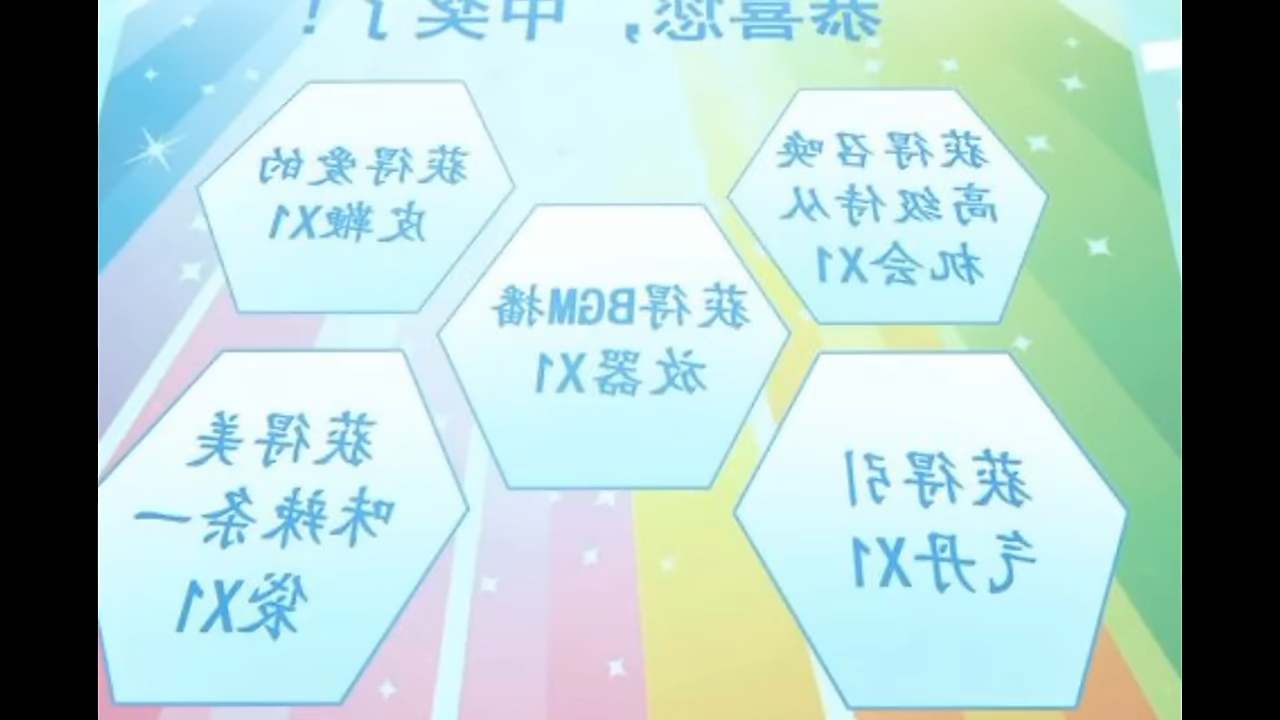 恭喜您，中奖了！
获得召唤
高级侍从
机会X1
获得爱的
皮鞭X1
获得BGM播
放器X1
获得引
气丹X1
获得美
味辣条一
袋X1